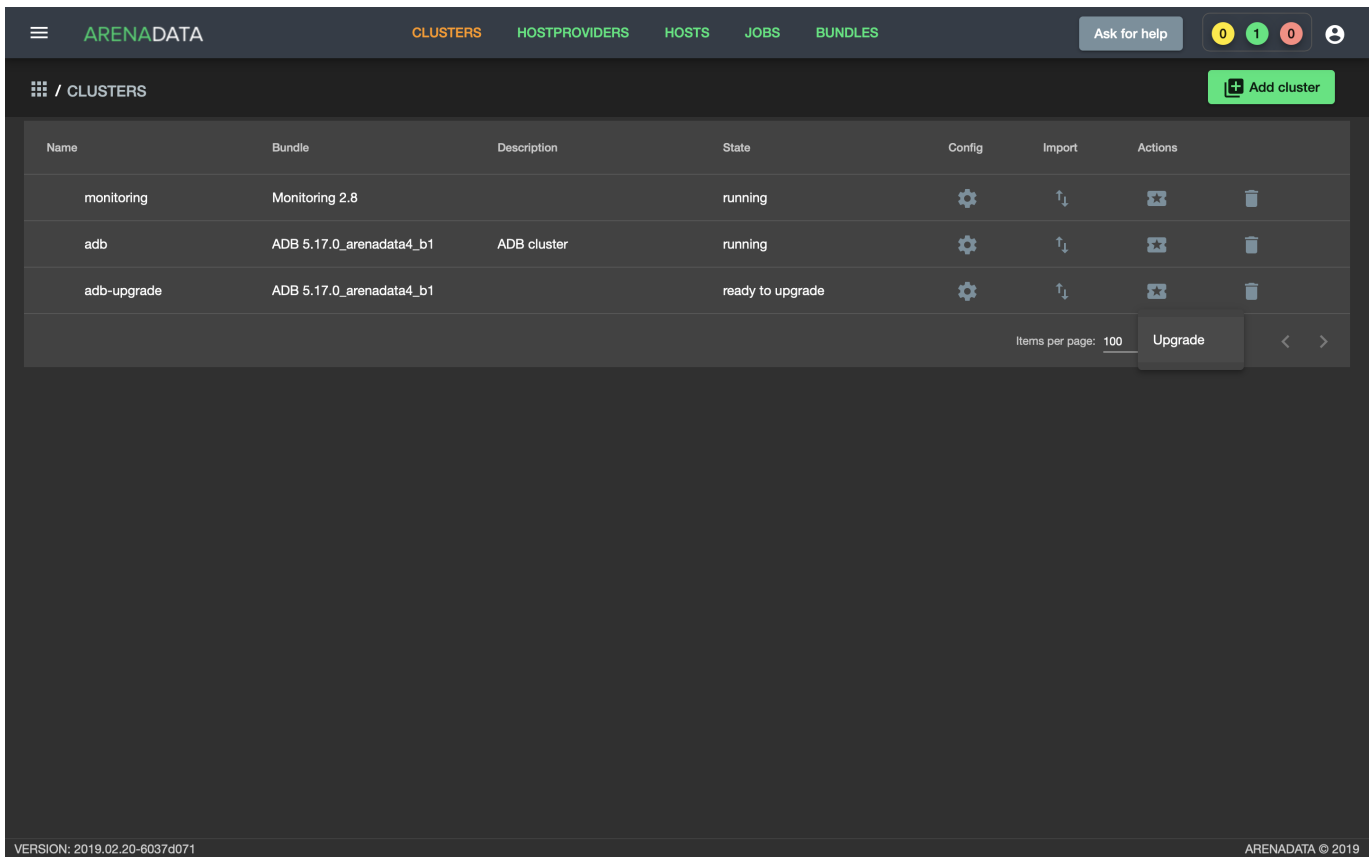 ARENADATA CLUSTERS HOSTPROVIDERS HOSTS JOBS BUNDLES Ask for help 0 1 0
/ CLUSTERS Add cluster
Name Bundle Description State Config Import Actions
monitoring Monitoring 2.8 running
adb ADB 5.17.0_arenadata4_b1 ADB cluster running
adb-upgrade ADB 5.17.0_arenadata4_b1 ready to upgrade
Items per page: 100 Upgrade
VERSION: 2019.02.20-6037d071 ARENADATA © 2019